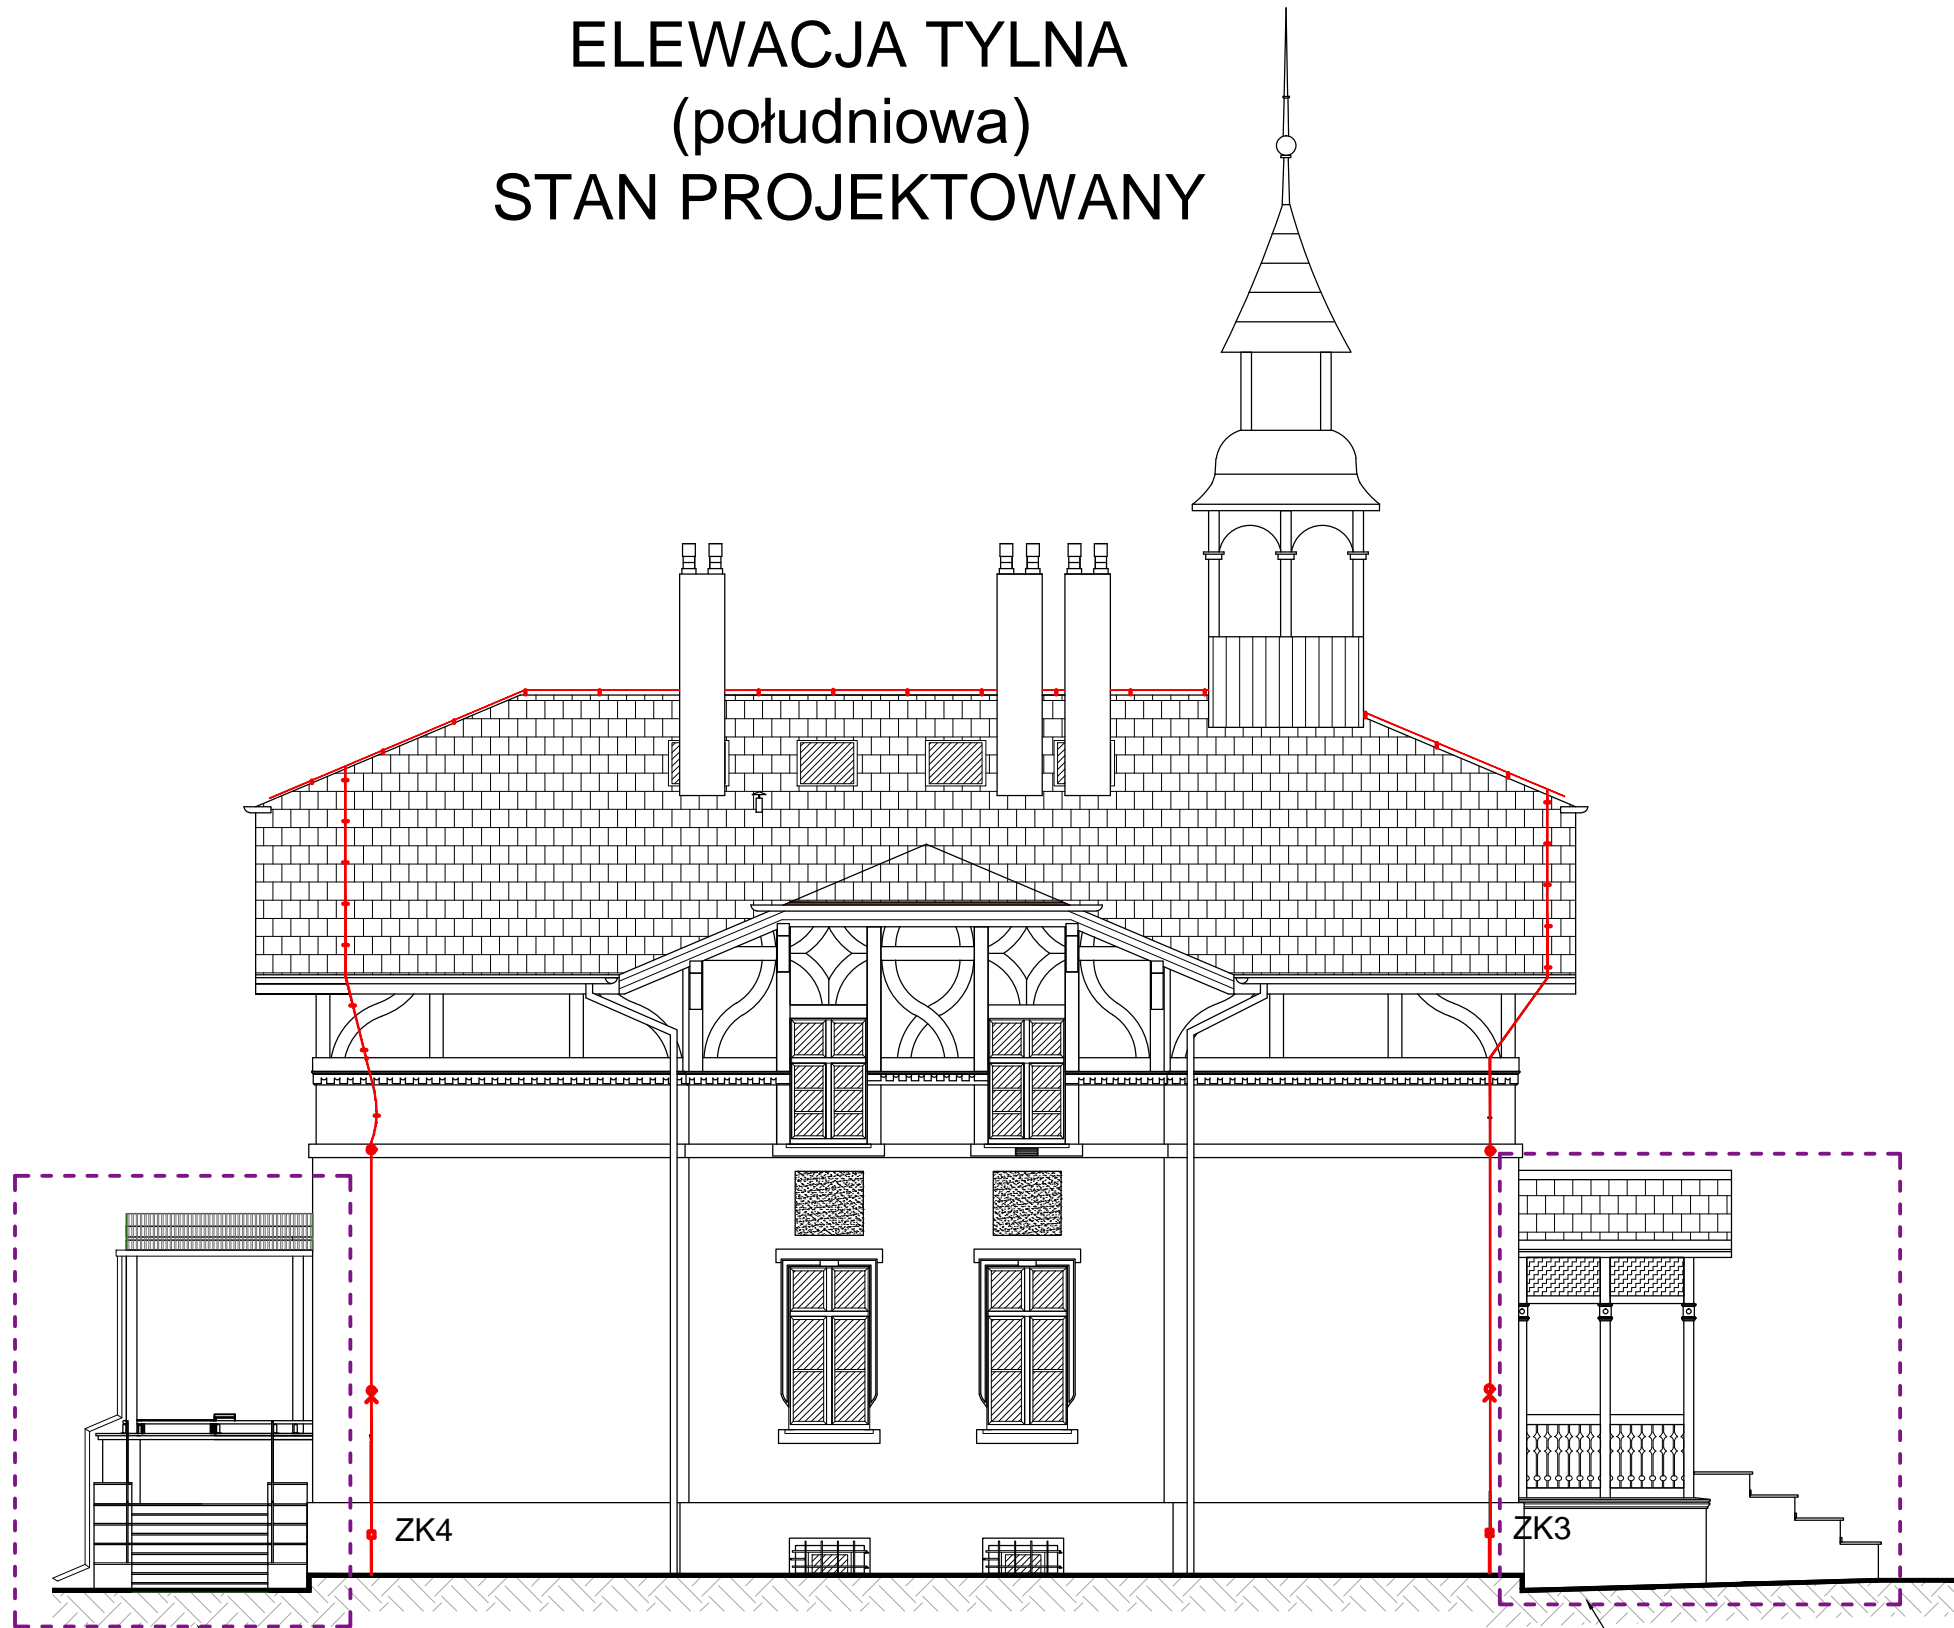 ELEWACJA TYLNA
(południowa)
STAN PROJEKTOWANY
ZK4
ZK3